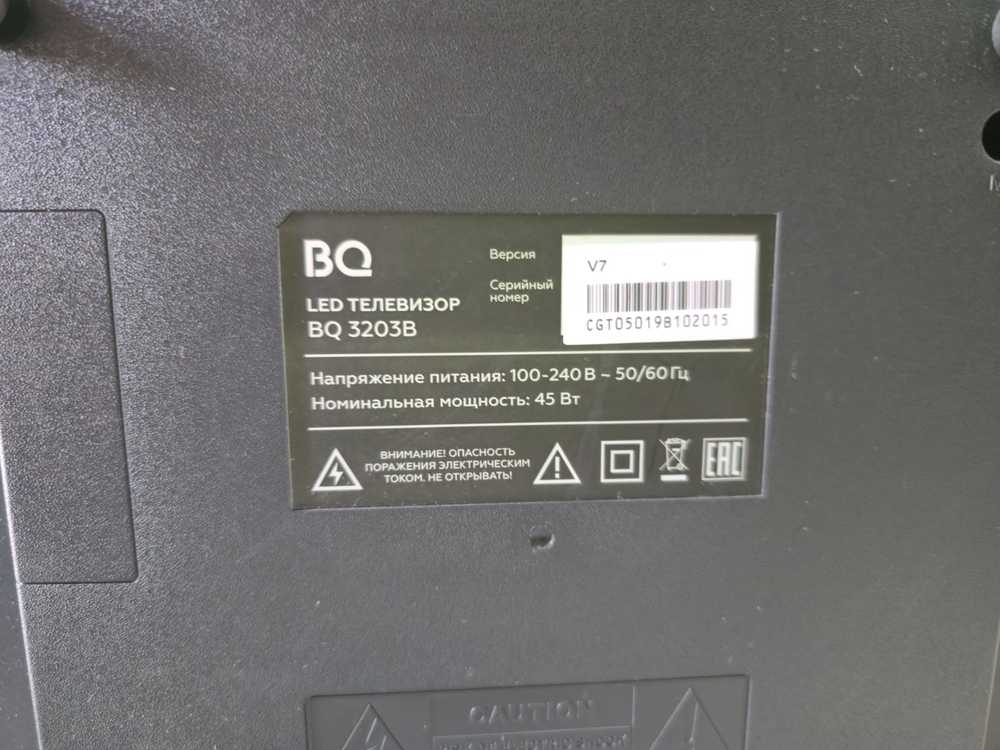 BQ
LED ТЕЛЕВИЗОР
BQ 3203B
Версия
V7
Серийный
номер
CGT05019B102015
Напряжение питания: 100-240 В ~ 50/60 Гц
Номинальная мощность: 45 Вт
ВНИМАНИЕ! ОПАСНОСТЬ
ПОРАЖЕНИЯ ЭЛЕКТРИЧЕСКИМ
ТОКОМ. НЕ ОТКРЫВАТЬ!
EAC
CAUTION